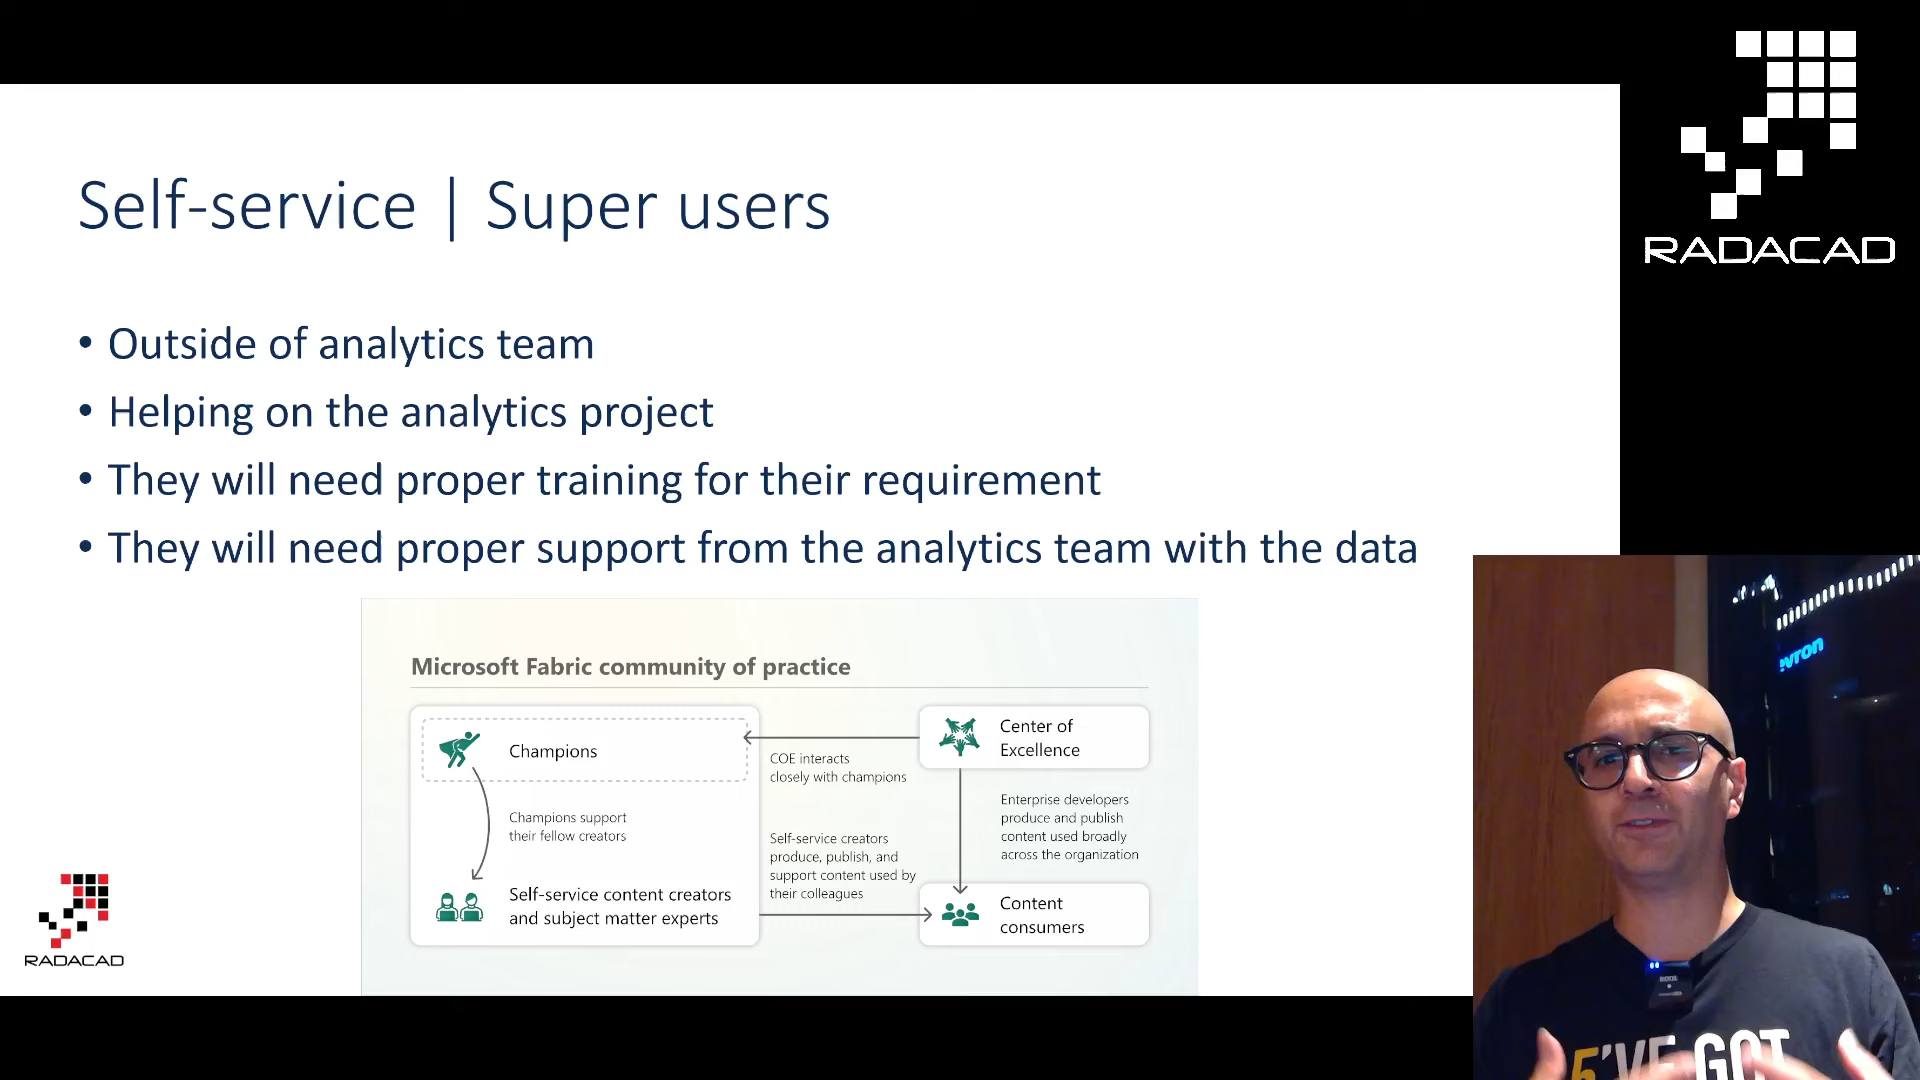 RADACAD
Self-service | Super users
• Outside of analytics team
• Helping on the analytics project
• They will need proper training for their requirement
• They will need proper support from the analytics team with the data
Microsoft Fabric community of practice
Champions
Champions support
their fellow creators
Self-service content creators
and subject matter experts
COE interacts
closely with champions
Self-service creators
produce, publish, and
support content used by
their colleagues
Center of
Excellence
Enterprise developers
produce and publish
content used broadly
across the organization
Content
consumers
RADACAD
GOT